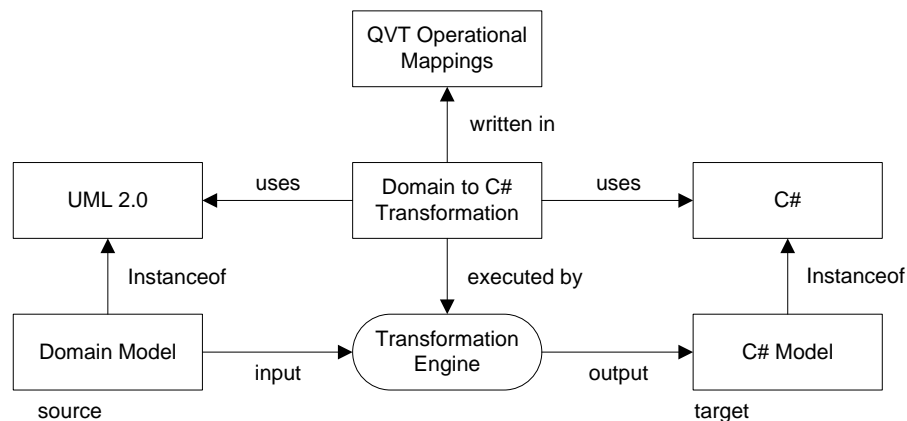 QVT Operational
Mappings
written in
uses
uses
UML 2.0
Domain to C#
Transformation
C#
Instanceof
executed by
Instanceof
Domain Model
Transformation
Engine
C# Model
input
output
source
target